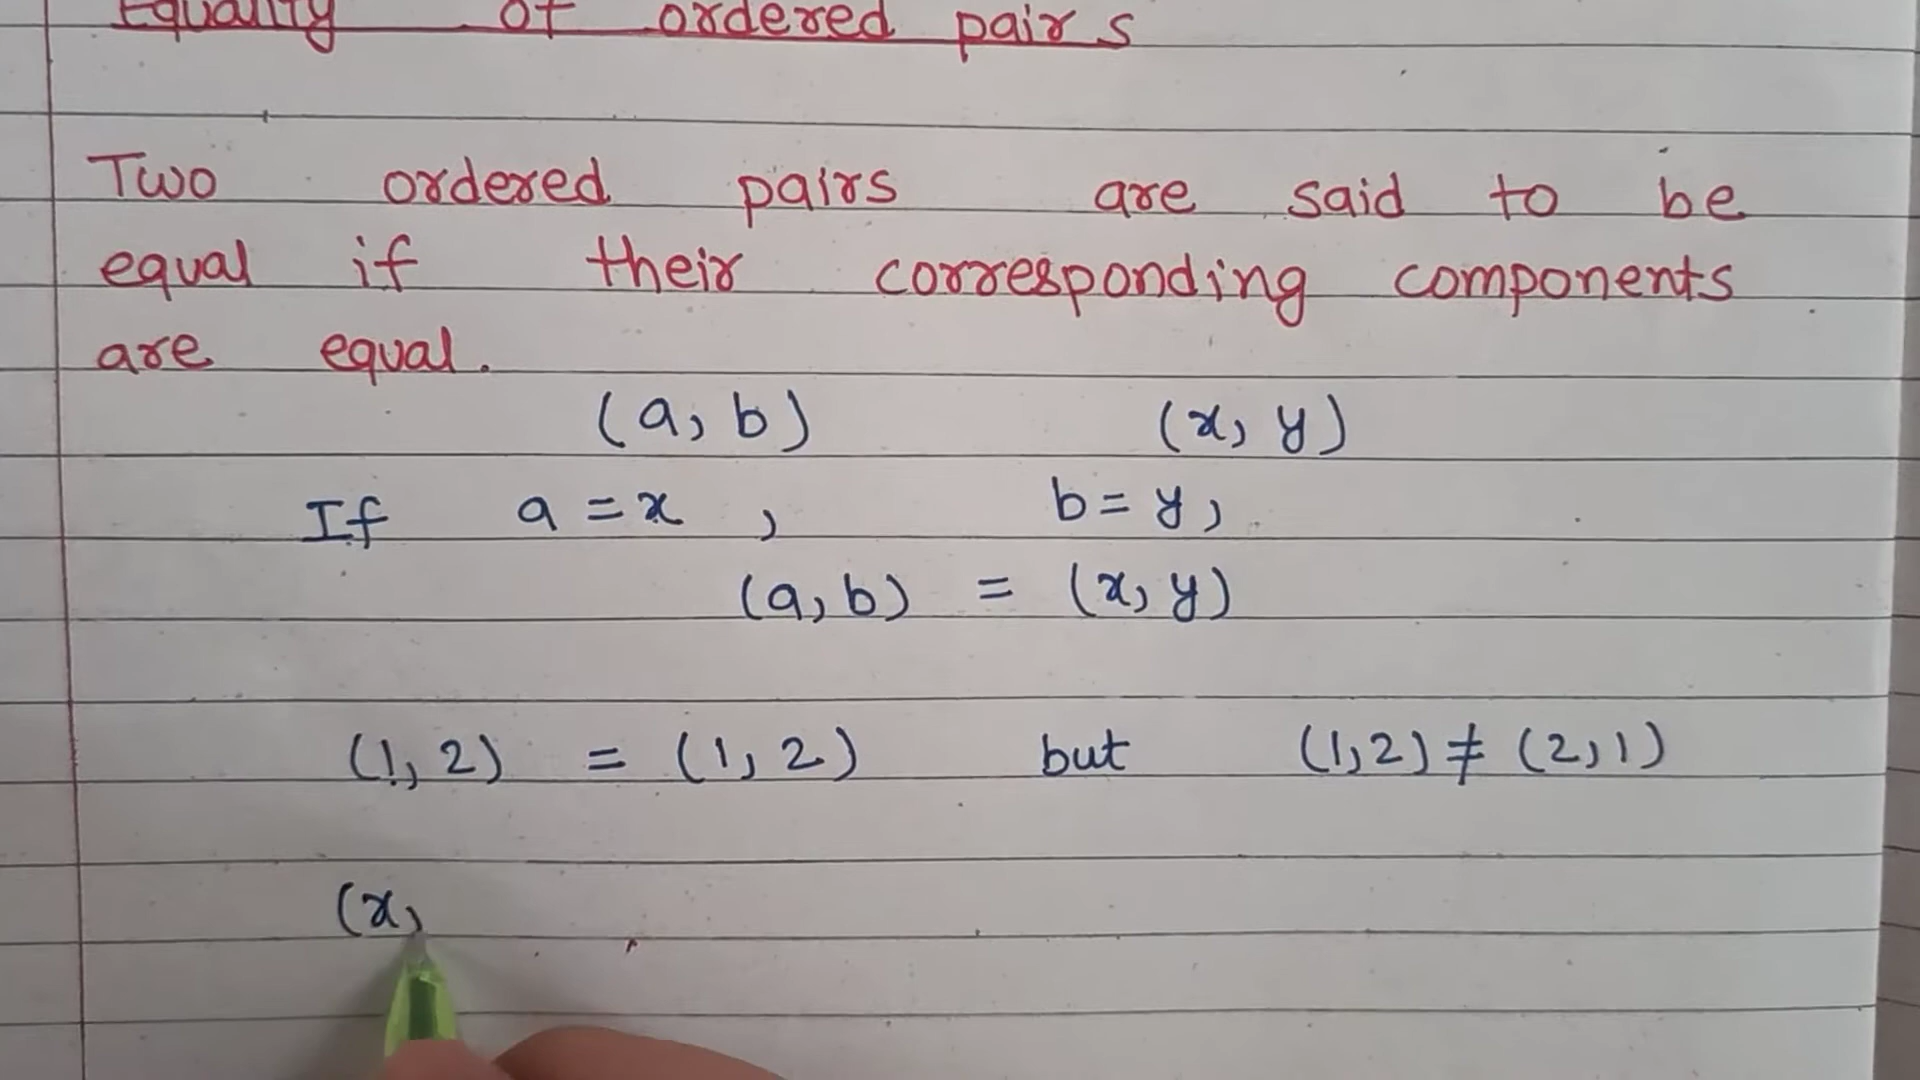 Equality of ordered pairs
Two ordered pairs are said to be
equal if their corresponding components
are equal.
(a, b) (x, y)
If a = x , b = y,
(a, b) = (x, y)
(1, 2) = (1, 2) but (1,2) ≠ (2,1)
(x,